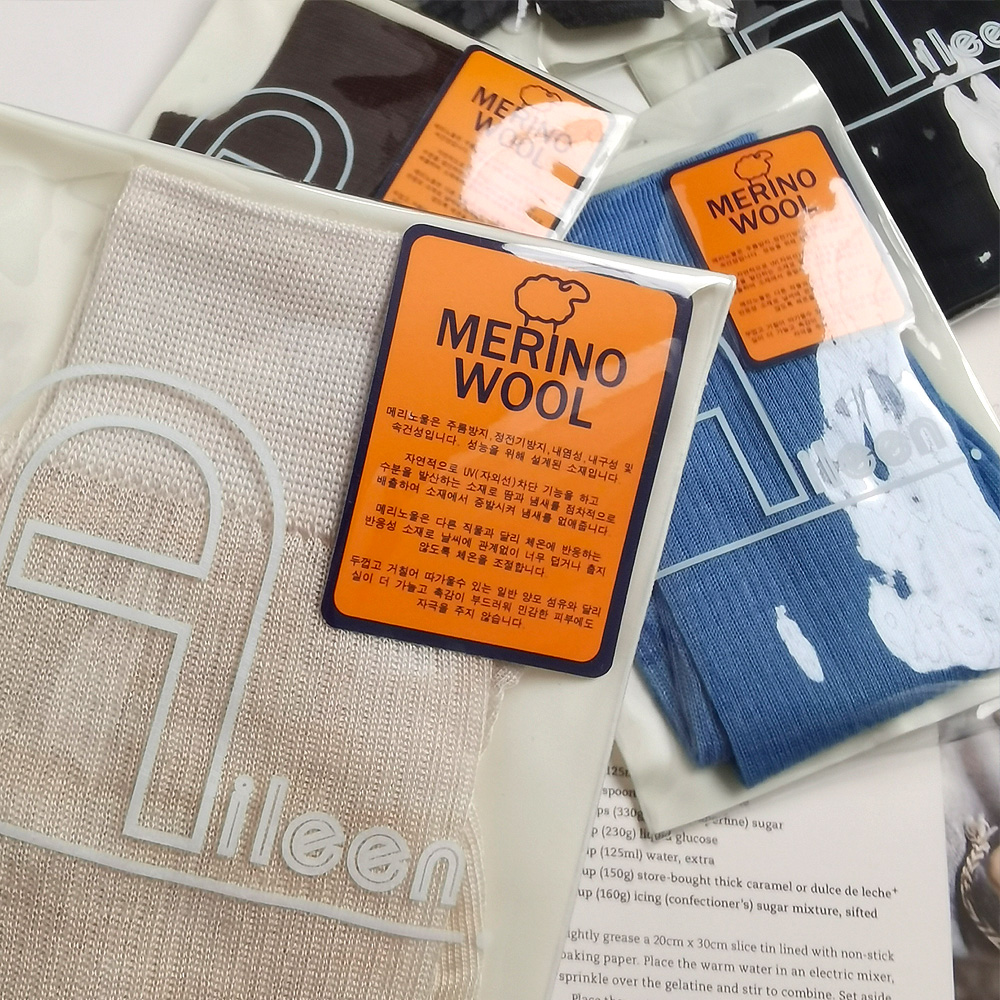 MERINO
WOOL
MERINO
WOOL
MERINO
WOOL
메리노울은 주름방지,정전기방지,내염성,내구성 및
속건성입니다. 성능을 위해 설계된 소재입니다.
자연적으로 UV(자외선)차단 기능을 하고
수분을 발산하는 소재로 땀과 냄새를 점차적으로
배출하여 소재에서 증발시켜 냄새를 없애줍니다.
메리노울은 다른 직물과 달리 체온에 반응하는
반응성 소재로 날씨에 관계없이 너무 덥거나 춥지
않도록 체온을 조절합니다.
두껍고 거칠어 따가울수 있는 일반 양모 섬유와 달리
실이 더 가늘고 촉감이 부드러워 민감한 피부에도
자극을 주지 않습니다.
Aileen
(230g) liquid glucose
(125ml) water, extra
(150g) store-bought thick caramel or dulce de leche+
(160g) icing (confectioner's) sugar mixture, sifted
grease a 20cm x 30cm slice tin lined with non-stick
baking paper. Place the warm water in an electric mixer,
sprinkle over the gelatine and stir to combine. Set aside